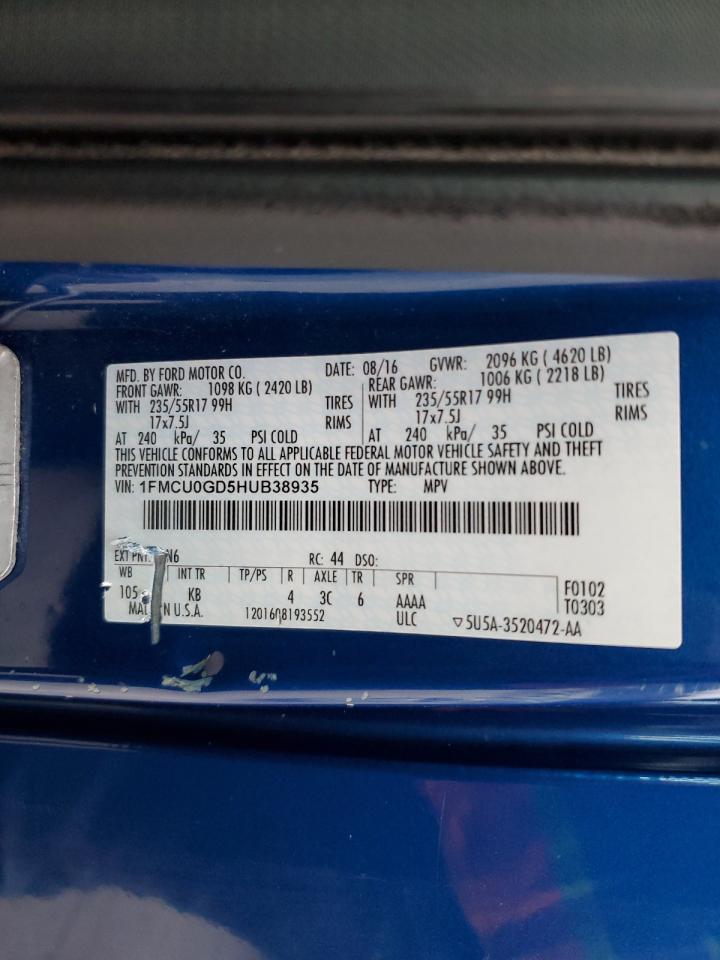 MFD. BY FORD MOTOR CO. DATE: 08/16 GVWR: 2096 KG ( 4620 LB)
FRONT GAWR: 1098 KG ( 2420 LB) REAR GAWR: 1006 KG ( 2218 LB)
WITH 235/55R17 99H TIRES WITH 235/55R17 99H TIRES
17x7.5J RIMS 17x7.5J RIMS
AT 240 kPa/ 35 PSI COLD AT 240 kPa/ 35 PSI COLD
THIS VEHICLE CONFORMS TO ALL APPLICABLE FEDERAL MOTOR VEHICLE SAFETY AND THEFT
PREVENTION STANDARDS IN EFFECT ON THE DATE OF MANUFACTURE SHOWN ABOVE.
VIN: 1FMCU0GD5HUB38935 TYPE: MPV
EXT PNT: N6 RC: 44 DSO:
WB INT TR TP/PS R AXLE TR SPR
105 KB 4 3C 6 AAAA F0102
IN U.S.A. 1201608193552 ULC T0303
▽5U5A-3520472-AA